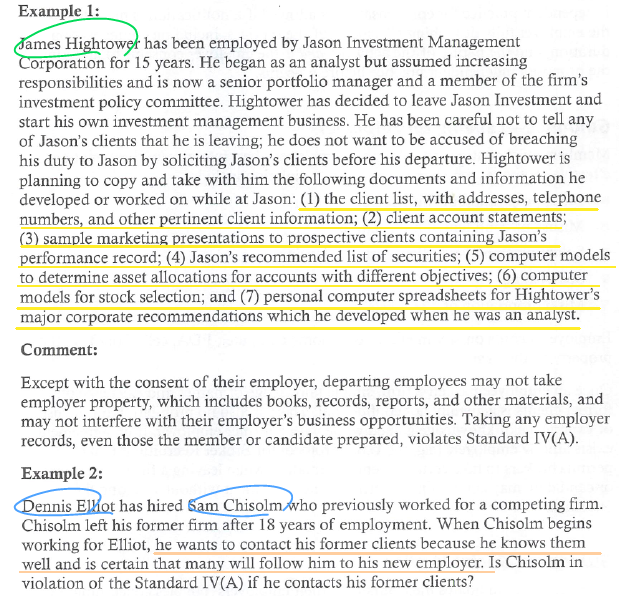 Example 1:
James Hightower has been employed by Jason Investment Management
Corporation for 15 years. He began as an analyst but assumed increasing
responsibilities and is now a senior portfolio manager and a member of the firm's
investment policy committee. Hightower has decided to leave Jason Investment and
start his own investment management business. He has been careful not to tell any
of Jason's clients that he is leaving; he does not want to be accused of breaching
his duty to Jason by soliciting Jason's clients before his departure. Hightower is
planning to copy and take with him the following documents and information he
developed or worked on while at Jason: (1) the client list, with addresses, telephone
numbers, and other pertinent client information; (2) client account statements;
(3) sample marketing presentations to prospective clients containing Jason's
performance record; (4) Jason's recommended list of securities; (5) computer models
to determine asset allocations for accounts with different objectives; (6) computer
models for stock selection; and (7) personal computer spreadsheets for Hightower's
major corporate recommendations which he developed when he was an analyst.
Comment:
Except with the consent of their employer, departing employees may not take
employer property, which includes books, records, reports, and other materials, and
may not interfere with their employer's business opportunities. Taking any employer
records, even those the member or candidate prepared, violates Standard IV(A).
Example 2:
Dennis Elliot has hired Sam Chisolm who previously worked for a competing firm.
Chisolm left his former firm after 18 years of employment. When Chisolm begins
working for Elliot, he wants to contact his former clients because he knows them
well and is certain that many will follow him to his new employer. Is Chisolm in
violation of the Standard IV(A) if he contacts his former clients?